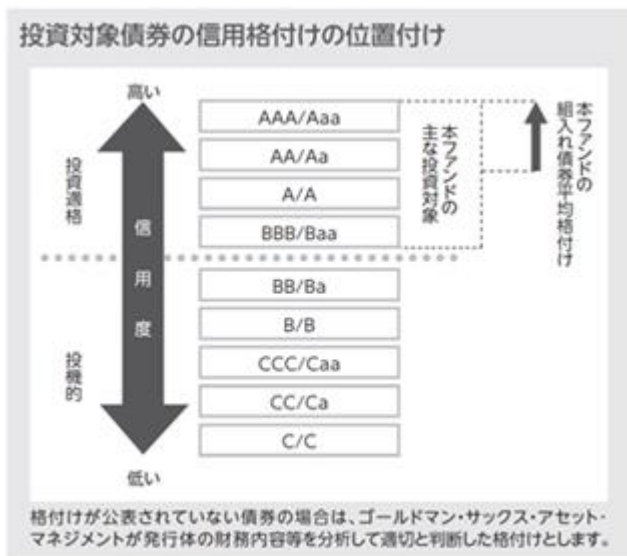 投資対象債券の信用格付けの位置付け
高い
投資適格
信用度
投機的
低い
AAA/Aaa
AA/Aa
A/A
BBB/Baa
BB/Ba
B/B
CCC/Caa
CC/Ca
C/C
本ファンドの
主な投資対象
本ファンドの
組入れ債券平均格付け
格付けが公表されていない債券の場合は、ゴールドマン・サックス・アセット・
マネジメントが発行体の財務内容等を分析して適切と判断した格付けとします。